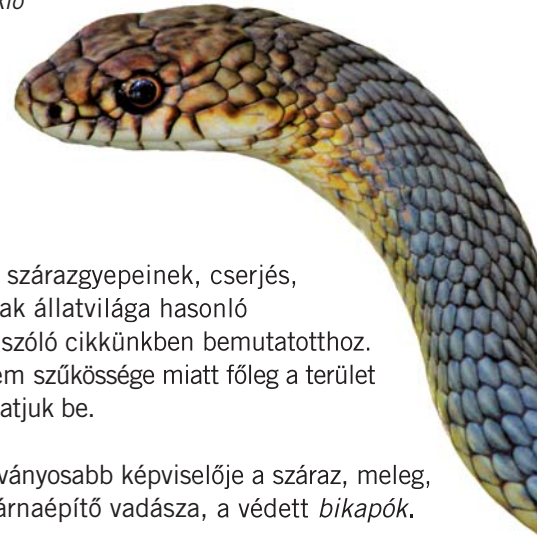 szárazgyepeinek, cserjés,
ak állatvilága hasonló
szóló cikkünkben bemutatotthoz.
em szűkössége miatt főleg a terület
atjuk be.
ványosabb képviselője a száraz, meleg,
árnaépítő vadásza, a védett bikapók.